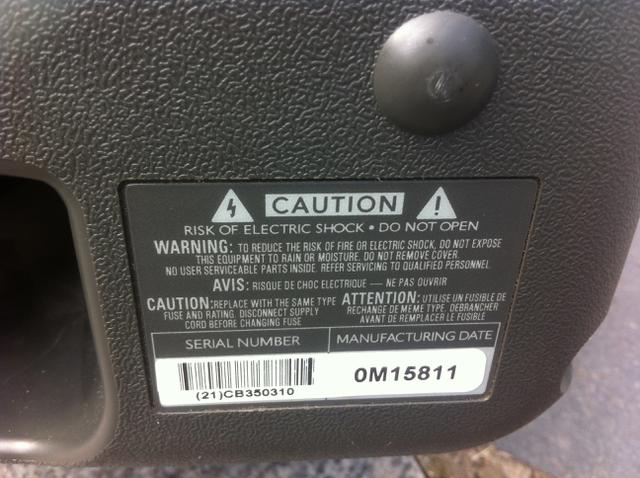 CAUTION
RISK OF ELECTRIC SHOCK • DO NOT OPEN
WARNING: TO REDUCE THE RISK OF FIRE OR ELECTRIC SHOCK, DO NOT EXPOSE
THIS EQUIPMENT TO RAIN OR MOISTURE. DO NOT REMOVE COVER.
NO USER SERVICEABLE PARTS INSIDE. REFER SERVICING TO QUALIFIED PERSONNEL.
AVIS: RISQUE DE CHOC ELECTRIQUE — NE PAS OUVRIR
CAUTION: REPLACE WITH THE SAME TYPE
FUSE AND RATING. DISCONNECT SUPPLY
CORD BEFORE CHANGING FUSE
ATTENTION: UTILISE UN FUSIBLE DE
RECHANGE DE MEME TYPE. DEBRANCHER
AVANT DE REMPLACER LE FUSIBLE
SERIAL NUMBER
(21)CB350310
MANUFACTURING DATE
0M15811